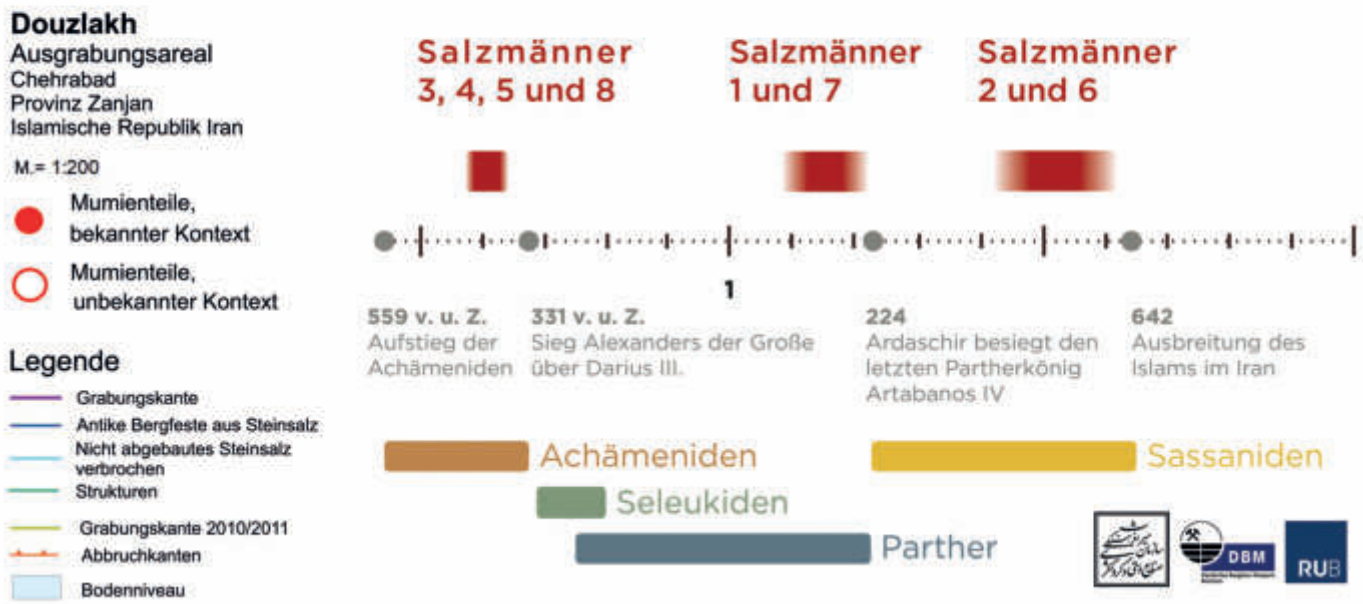 Douzlakh
Ausgrabungsareal
Chehrabad
Provinz Zanjan
Islamische Republik Iran
M.= 1:200
Mumienteile,
bekannter Kontext
Mumienteile,
unbekannter Kontext
Legende
Grabungskante
Antike Bergfeste aus Steinsalz
Nicht abgebautes Steinsalz
verbrochen
Strukturen
Grabungskante 2010/2011
Abbruchkanten
Bodenniveau
Salzmänner
3, 4, 5 und 8
Salzmänner
1 und 7
Salzmänner
2 und 6
1
559 v. u. Z.
Aufstieg der
Achämeniden
331 v. u. Z.
Sieg Alexanders der Große
über Darius III.
224
Ardaschir besiegt den
letzten Partherkönig
Artabanos IV
642
Ausbreitung des
Islams im Iran
Achämeniden
Sassaniden
Seleukiden
Parther
DBM
RUB